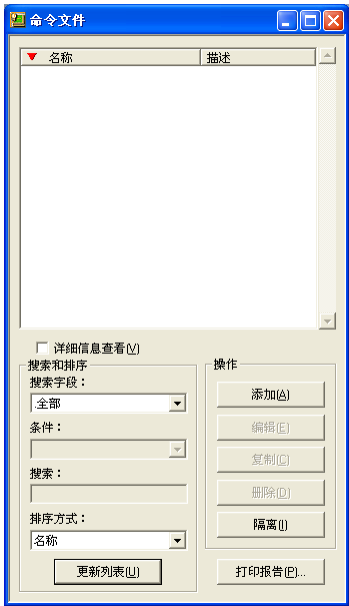 命令文件
名称 描述
详细信息查看(V)
搜索和排序
搜索字段：
.全部
条件：
搜索：
排序方式：
名称
更新列表(U)
操作
添加(A)
编辑(E)
复制(C)
删除(D)
隔离(I)
打印报告(P)...